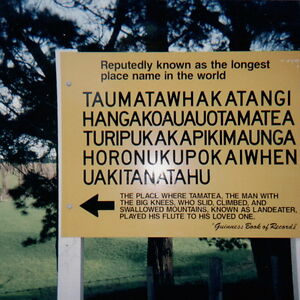 Reputedly known as the longest
place name in the world
TAUMATAWHAKATANGI
HANGAKOAUAUOTAMATEA
TURIPUKAKAPIKIMAUNGA
HORONUKUPOKAIWHEN
UAKITANATAHU
THE PLACE WHERE TAMATEA, THE MAN WITH
THE BIG KNEES, WHO SLID, CLIMBED, AND
SWALLOWED MOUNTAINS, KNOWN AS LANDEATER,
PLAYED HIS FLUTE TO HIS LOVED ONE.
"Guinness Book of Records"